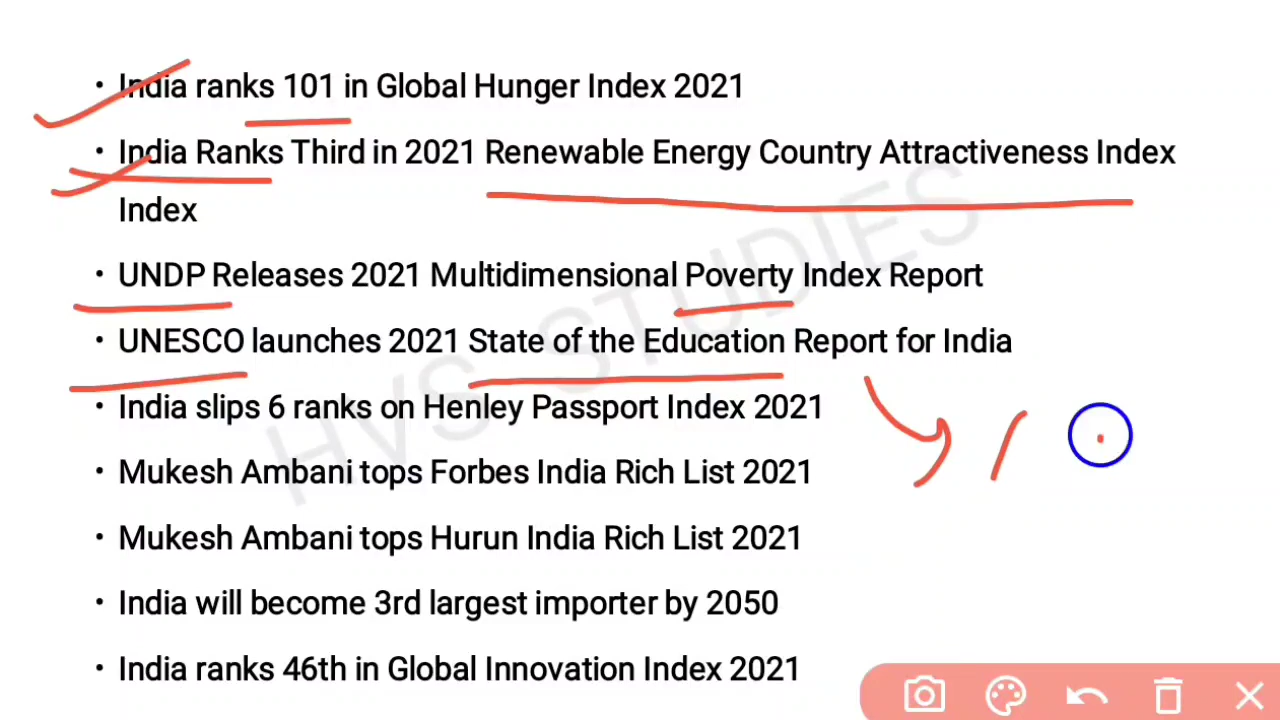 • India ranks 101 in Global Hunger Index 2021
• India Ranks Third in 2021 Renewable Energy Country Attractiveness Index
Index
• UNDP Releases 2021 Multidimensional Poverty Index Report
• UNESCO launches 2021 State of the Education Report for India
• India slips 6 ranks on Henley Passport Index 2021
• Mukesh Ambani tops Forbes India Rich List 2021
• Mukesh Ambani tops Hurun India Rich List 2021
• India will become 3rd largest importer by 2050
• India ranks 46th in Global Innovation Index 2021
HVS STUDIES